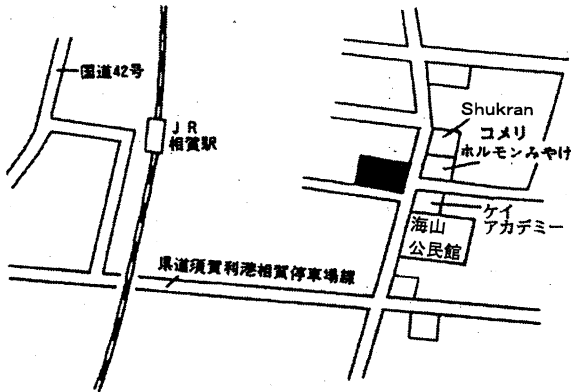 国道42号
JR
相賀駅
Shukran
コメリ
ホルモンみやけ
ケイ
アカデミー
海山
公民館
県道須賀利港相賀停車場線